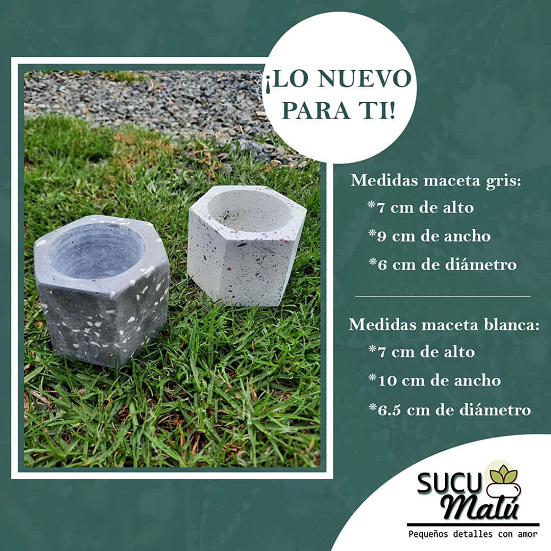 ¡LO NUEVO
PARA TI!
Medidas maceta gris:
*7 cm de alto
*9 cm de ancho
*6 cm de diámetro
Medidas maceta blanca:
*7 cm de alto
*10 cm de ancho
*6.5 cm de diámetro
SUCU
Matú
Pequeños detalles con amor